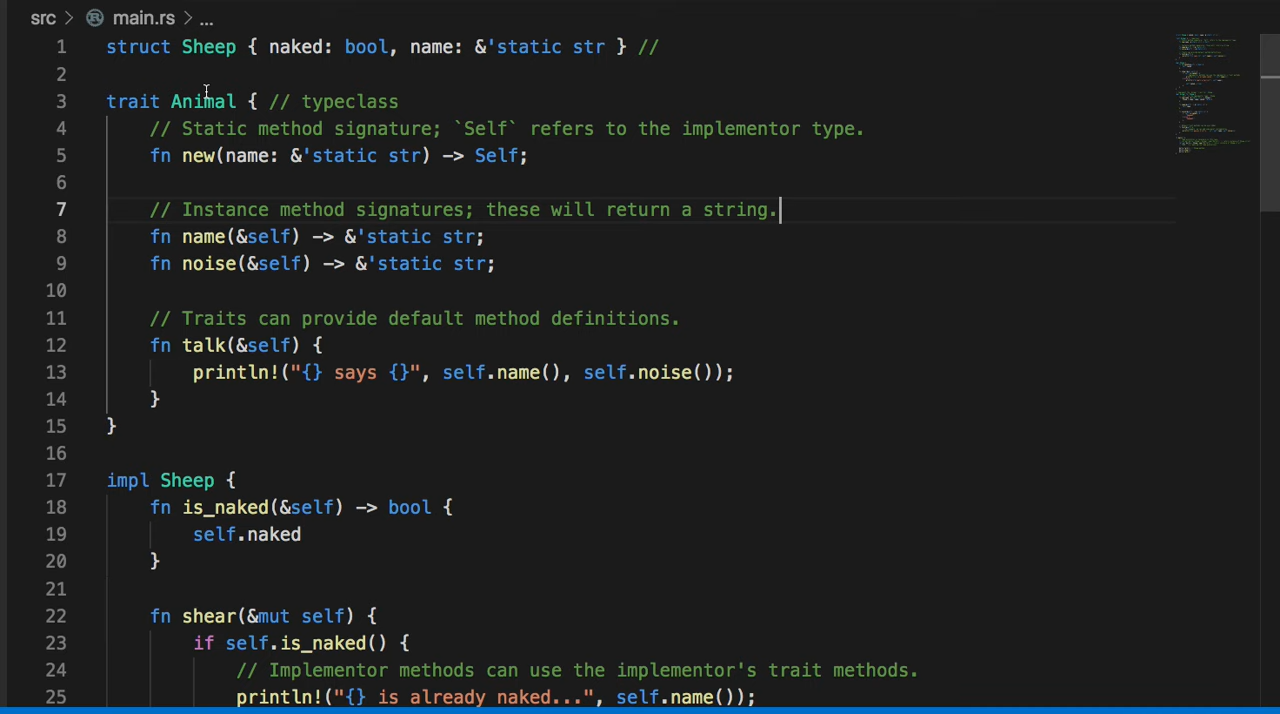 src > main.rs > ...
1 struct Sheep { naked: bool, name: &'static str } //
2
3 trait Animal { // typeclass
4     // Static method signature; `Self` refers to the implementor type.
5     fn new(name: &'static str) -> Self;
6
7     // Instance method signatures; these will return a string.
8     fn name(&self) -> &'static str;
9     fn noise(&self) -> &'static str;
10
11     // Traits can provide default method definitions.
12     fn talk(&self) {
13         println!("{} says {}", self.name(), self.noise());
14     }
15 }
16
17 impl Sheep {
18     fn is_naked(&self) -> bool {
19         self.naked
20     }
21
22     fn shear(&mut self) {
23         if self.is_naked() {
24             // Implementor methods can use the implementor's trait methods.
25             println!("{} is already naked...", self.name());